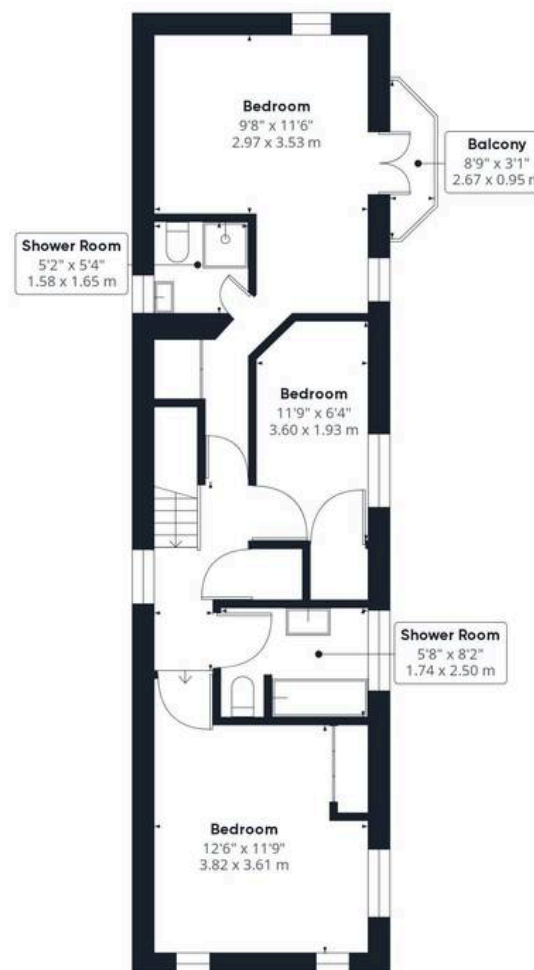 Bedroom
9'8" x 11'6"
2.97 x 3.53 m
Balcony
8'9" x 3'1"
2.67 x 0.95 m
Shower Room
5'2" x 5'4"
1.58 x 1.65 m
Bedroom
11'9" x 6'4"
3.60 x 1.93 m
Shower Room
5'8" x 8'2"
1.74 x 2.50 m
Bedroom
12'6" x 11'9"
3.82 x 3.61 m